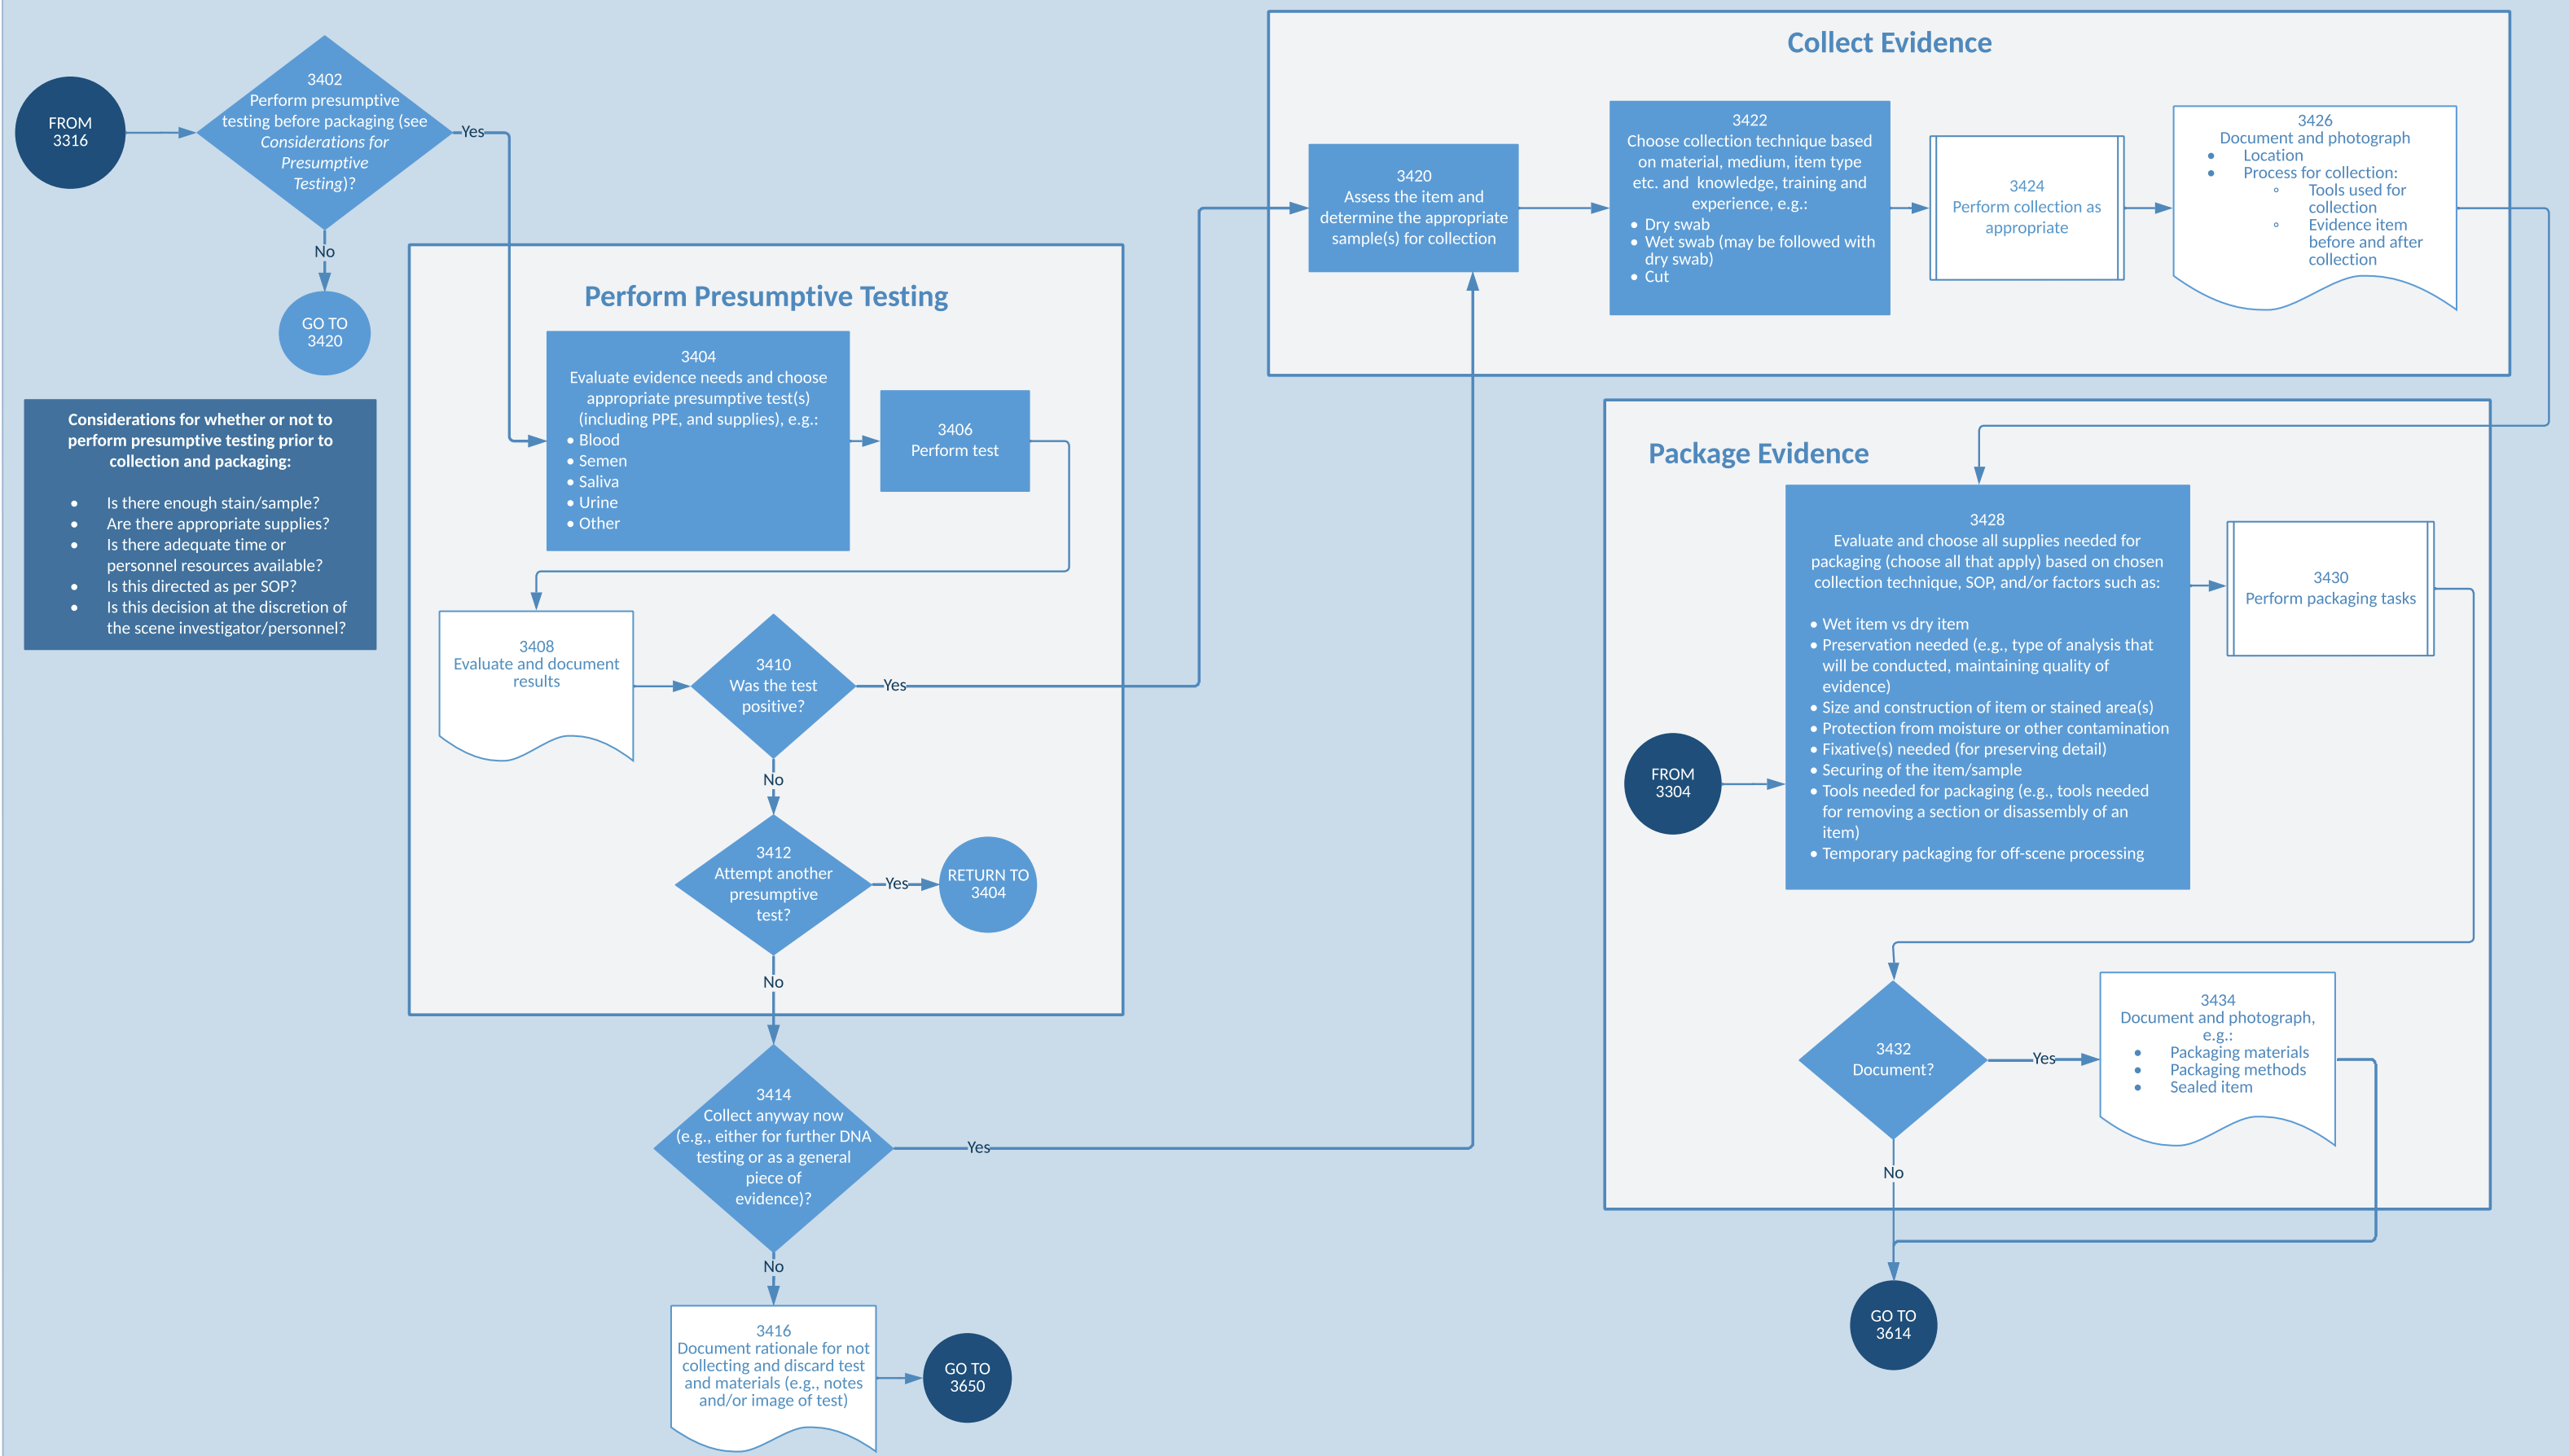 FROM
3316
3402
Perform presumptive
testing before packaging (see
Considerations for
Presumptive
Testing)?
Yes
No
GO TO
3420
Considerations for whether or not to
perform presumptive testing prior to
collection and packaging:
• Is there enough stain/sample?
• Are there appropriate supplies?
• Is there adequate time or
personnel resources available?
• Is this directed as per SOP?
• Is this decision at the discretion of
the scene investigator/personnel?
Perform Presumptive Testing
3404
Evaluate evidence needs and choose
appropriate presumptive test(s)
(including PPE, and supplies), e.g.:
• Blood
• Semen
• Saliva
• Urine
• Other
3406
Perform test
3408
Evaluate and document
results
3410
Was the test
positive?
Yes
No
3412
Attempt another
presumptive
test?
Yes
RETURN TO
3404
No
3414
Collect anyway now
(e.g., either for further DNA
testing or as a general
piece of
evidence)?
Yes
No
3416
Document rationale for not
collecting and discard test
and materials (e.g., notes
and/or image of test)
GO TO
3650
Collect Evidence
3420
Assess the item and
determine the appropriate
sample(s) for collection
3422
Choose collection technique based
on material, medium, item type
etc. and knowledge, training and
experience, e.g.:
• Dry swab
• Wet swab (may be followed with
dry swab)
• Cut
3424
Perform collection as
appropriate
3426
Document and photograph
• Location
• Process for collection:
◦ Tools used for
collection
◦ Evidence item
before and after
collection
Package Evidence
3428
Evaluate and choose all supplies needed for
packaging (choose all that apply) based on chosen
collection technique, SOP, and/or factors such as:
• Wet item vs dry item
• Preservation needed (e.g., type of analysis that
will be conducted, maintaining quality of
evidence)
• Size and construction of item or stained area(s)
• Protection from moisture or other contamination
• Fixative(s) needed (for preserving detail)
• Securing of the item/sample
• Tools needed for packaging (e.g., tools needed
for removing a section or disassembly of an
item)
• Temporary packaging for off-scene processing
FROM
3304
3430
Perform packaging tasks
3432
Document?
Yes
3434
Document and photograph,
e.g.:
• Packaging materials
• Packaging methods
• Sealed item
No
GO TO
3614